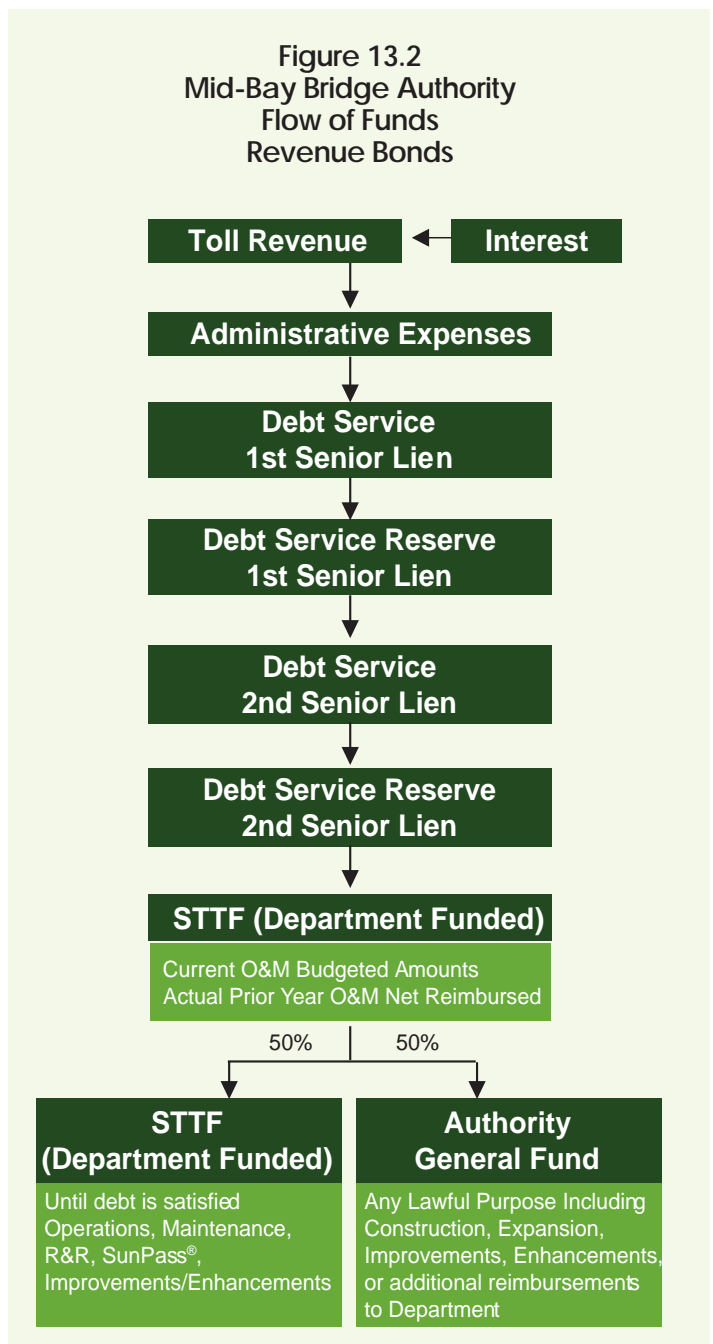 Figure 13.2
Mid-Bay Bridge Authority
Flow of Funds
Revenue Bonds
Toll Revenue
Interest
Administrative Expenses
Debt Service
1st Senior Lien
Debt Service Reserve
1st Senior Lien
Debt Service
2nd Senior Lien
Debt Service Reserve
2nd Senior Lien
STTF (Department Funded)
Current O&M Budgeted Amounts
Actual Prior Year O&M Net Reimbursed
50%
50%
STTF
(Department Funded)
Until debt is satisfied
Operations, Maintenance,
R&R, SunPass®,
Improvements/Enhancements
Authority
General Fund
Any Lawful Purpose Including
Construction, Expansion,
Improvements, Enhancements,
or additional reimbursements
to Department